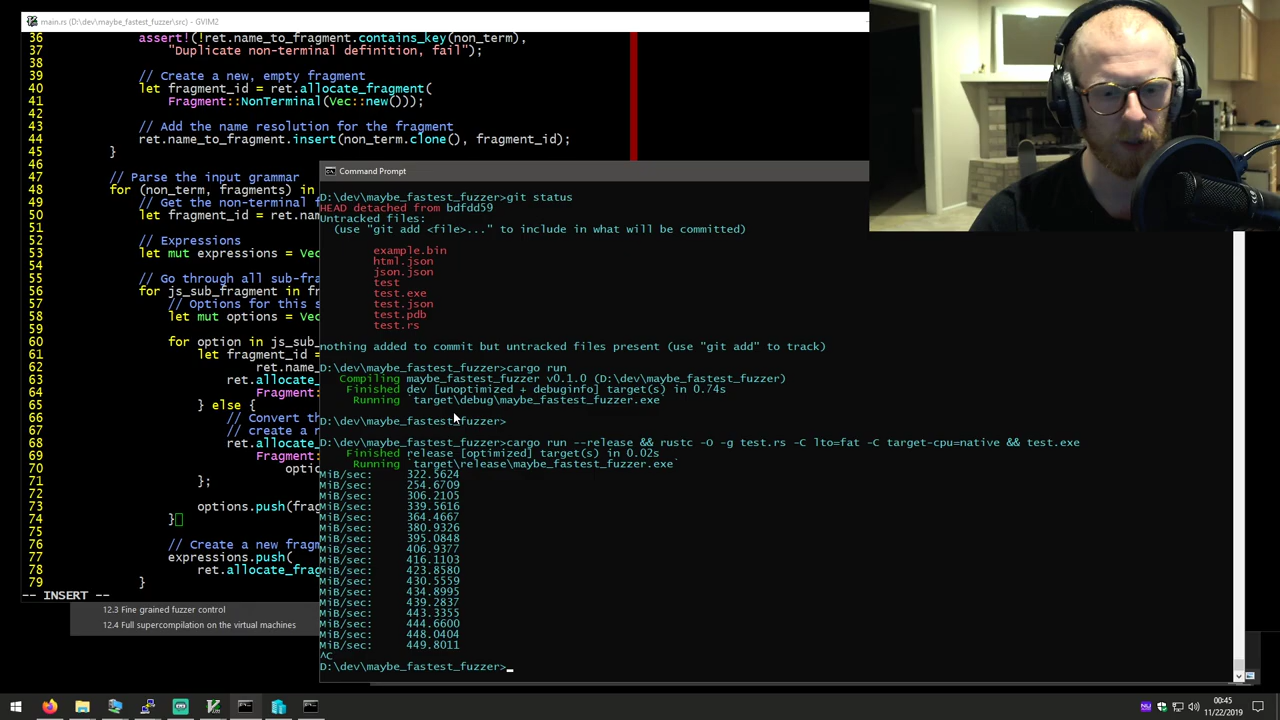 main.rs (D:\dev\maybe_fastest_fuzzer\src) - GVIM2
36 assert!(!ret.name_to_fragment.contains_key(non_term),
37 "Duplicate non-terminal definition, fail");
38
39 // Create a new, empty fragment
40 let fragment_id = ret.allocate_fragment(
41 Fragment::NonTerminal(Vec::new()));
42
43 // Add the name resolution for the fragment
44 ret.name_to_fragment.insert(non_term.clone(), fragment_id);
45 }
46
47 // Parse the input grammar
48 for (non_term, fragments) in
49 // Get the non-terminal f
50 let fragment_id = ret.nam
51
52 // Expressions
53 let mut expressions = Vec
54
55 // Go through all sub-fra
56 for js_sub_fragment in fr
57 // Options for this s
58 let mut options = Vec
59
60 for option in js_sub_
61 let fragment_id =
62 ret.name_
63 ret.alloca
64 Fragment:
65 } else {
66 // Convert th
67 // and create
68 ret.allocate_
69 Fragment:
70 optio
71 };
72
73 options.push(frag
74 }
75
76 // Create a new fragm
77 expressions.push(
78 ret.allocate_frag
79 }
-- INSERT --
12.3 Fine grained fuzzer control
12.4 Full supercompilation on the virtual machines
Command Prompt
D:\dev\maybe_fastest_fuzzer>git status
HEAD detached from bdfdd59
Untracked files:
(use "git add <file>..." to include in what will be committed)
example.bin
html.json
json.json
test
test.exe
test.json
test.pdb
test.rs
nothing added to commit but untracked files present (use "git add" to track)
D:\dev\maybe_fastest_fuzzer>cargo run
Compiling maybe_fastest_fuzzer v0.1.0 (D:\dev\maybe_fastest_fuzzer)
Finished dev [unoptimized + debuginfo] target(s) in 0.74s
Running `target\debug\maybe_fastest_fuzzer.exe`
D:\dev\maybe_fastest_fuzzer>
D:\dev\maybe_fastest_fuzzer>cargo run --release && rustc -O -g test.rs -C lto=fat -C target-cpu=native && test.exe
Finished release [optimized] target(s) in 0.02s
Running `target\release\maybe_fastest_fuzzer.exe`
MiB/sec: 322.5624
MiB/sec: 254.6709
MiB/sec: 306.2105
MiB/sec: 339.5616
MiB/sec: 364.4667
MiB/sec: 380.9326
MiB/sec: 395.0848
MiB/sec: 406.9377
MiB/sec: 416.1103
MiB/sec: 423.8580
MiB/sec: 430.5559
MiB/sec: 434.8995
MiB/sec: 439.2837
MiB/sec: 443.3355
MiB/sec: 444.6600
MiB/sec: 448.0404
MiB/sec: 449.8011
^C
D:\dev\maybe_fastest_fuzzer>
00:45
11/22/2019